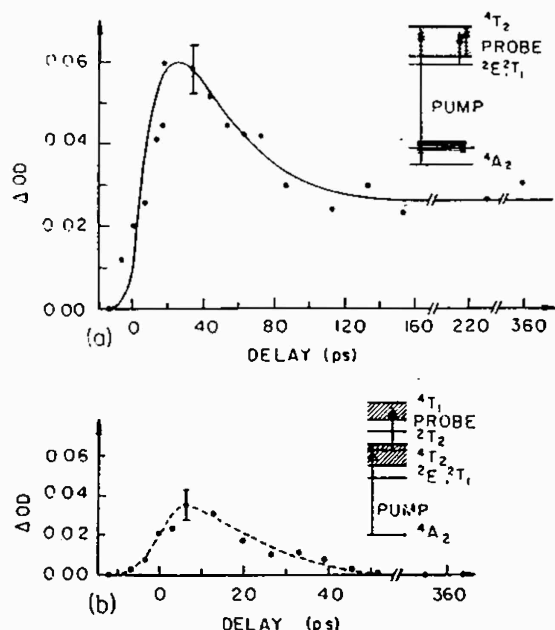 ⁴T₂
PROBE
²E,²T₁
PUMP
⁴A₂
Δ OD
0.06
0.04
0.02
0.00
0 40 80 120 160 220 360
(a)
DELAY (ps)
⁴T₁
PROBE
²T₂
⁴T₂
²E,²T₁
PUMP
⁴A₂
Δ OD
0.06
0.04
0.02
0.00
0 20 40 360
(b)
DELAY (ps)